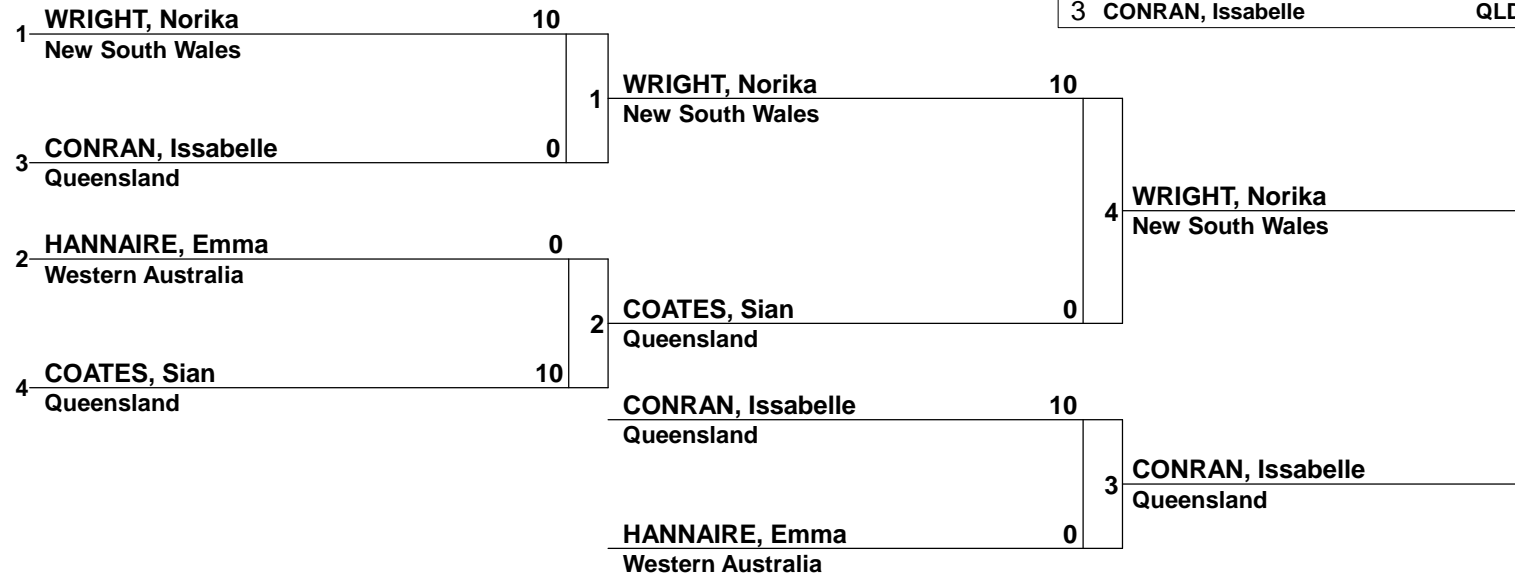 3 CONRAN, Issabelle QLD
1 WRIGHT, Norika 10
New South Wales
3 CONRAN, Issabelle 0
Queensland
2 HANNAIRE, Emma 0
Western Australia
4 COATES, Sian 10
Queensland
1
WRIGHT, Norika 10
New South Wales
2
COATES, Sian 0
Queensland
CONRAN, Issabelle 10
Queensland
HANNAIRE, Emma 0
Western Australia
4
WRIGHT, Norika
New South Wales
3
CONRAN, Issabelle
Queensland